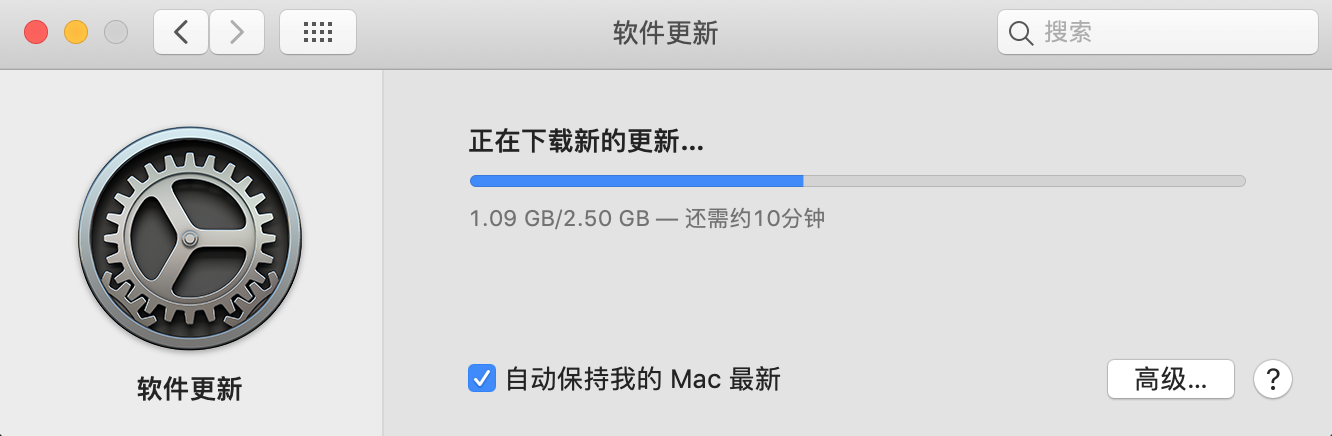 软件更新
搜索
正在下载新的更新...
1.09 GB/2.50 GB — 还需约10分钟
软件更新
自动保持我的 Mac 最新
高级...
?